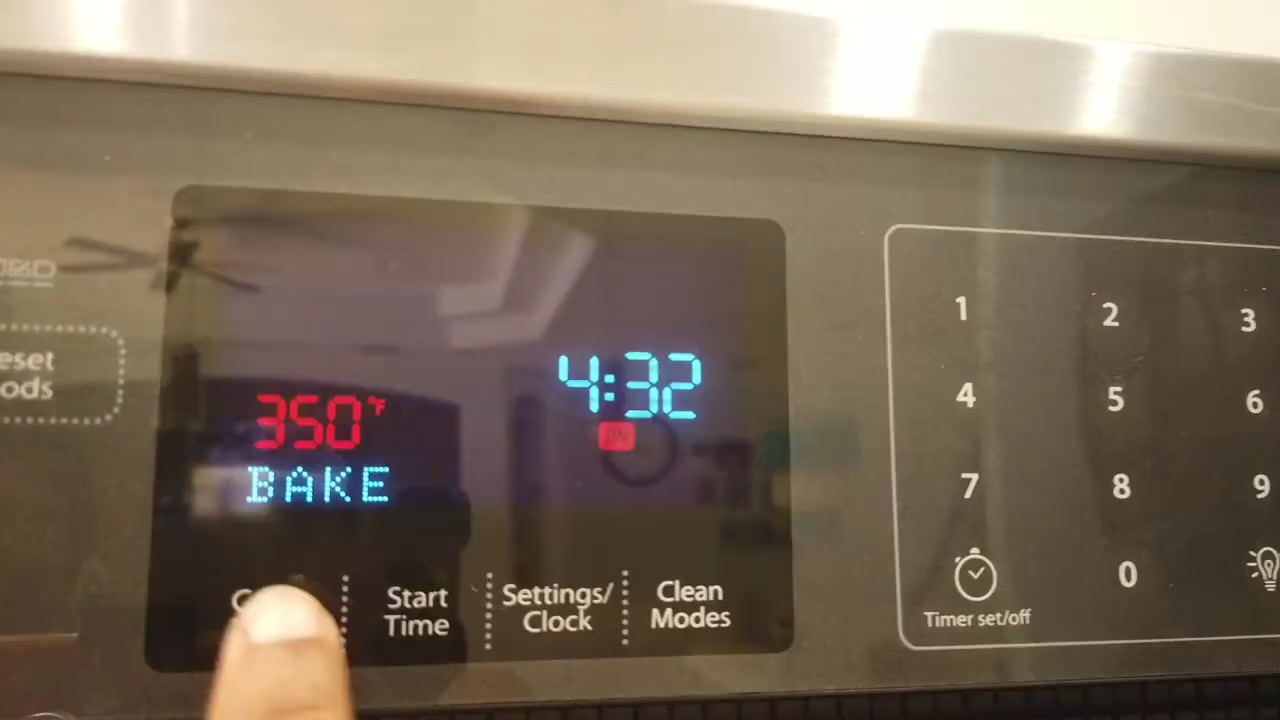 4:32
350°F
ON
BAKE
eset
ods
Start
Time
Settings/
Clock
Clean
Modes
1 2 3
4 5 6
7 8 9
0
Timer set/off